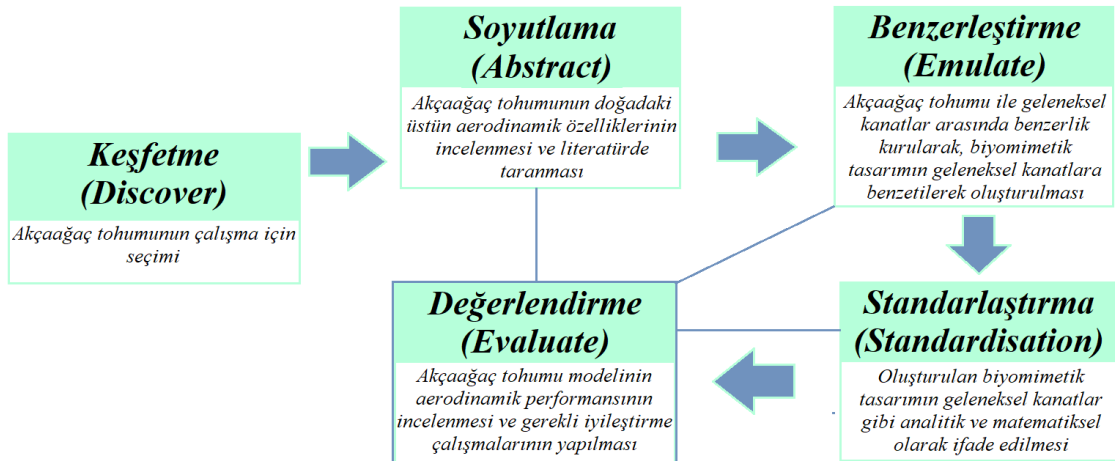 Keşfetme
(Discover)
Akçaağaç tohumunun çalışma için
seçimi
Soyutlama
(Abstract)
Akçaağaç tohumunun doğadaki
üstün aerodinamik özelliklerinin
incelenmesi ve literatürde
taranması
Benzerleştirme
(Emulate)
Akçaağaç tohumu ile geleneksel
kanatlar arasında benzerlik
kurularak, biyomimetik
tasarımın geleneksel kanatlara
benzetilerek oluşturulması
Standarlaştırma
(Standardisation)
Oluşturulan biyomimetik
tasarımın geleneksel kanatlar
gibi analitik ve matematiksel
olarak ifade edilmesi
Değerlendirme
(Evaluate)
Akçaağaç tohumu modelinin
aerodinamik performansının
incelenmesi ve gerekli iyileştirme
çalışmalarının yapılması